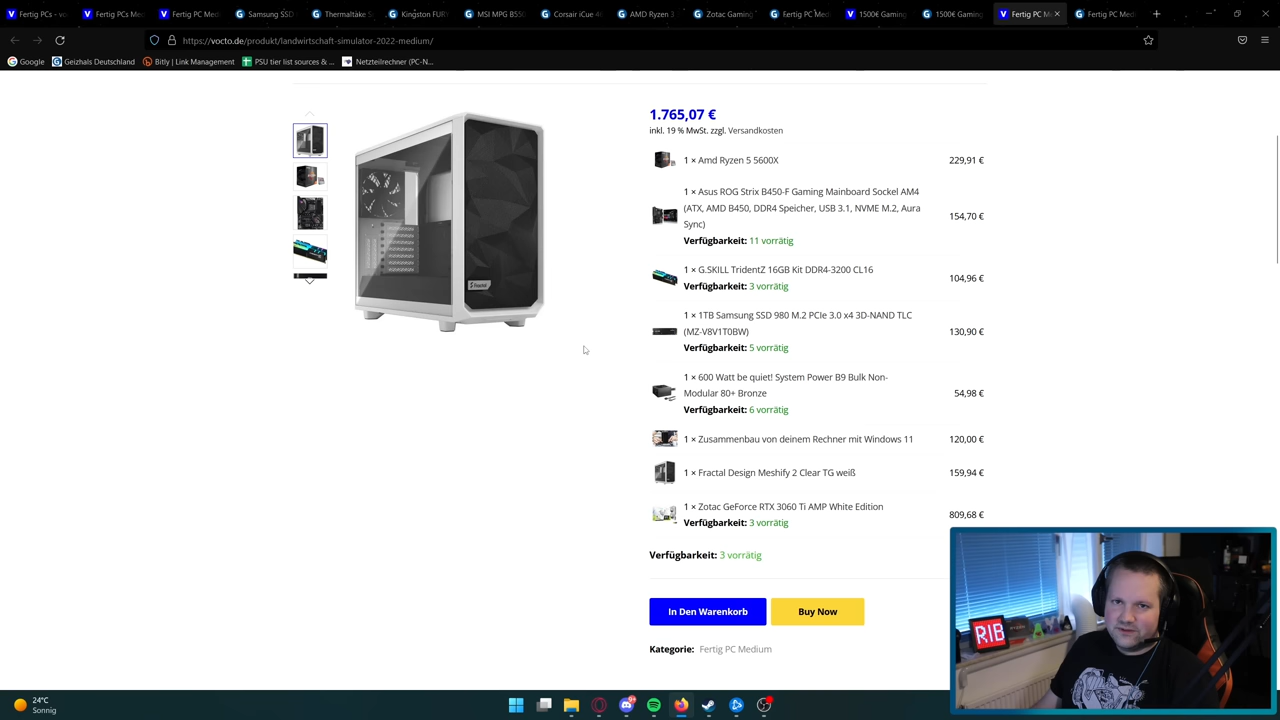 Fertig PCs - vo
Fertig PCs Med
Fertig PC Med
Samsung SSD
Thermaltake S
Kingston FURY
MSI MPG B550
Corsair iCue 4
AMD Ryzen 5
Zotac Gaming
Fertig PC Med
1500€ Gaming
1500€ Gaming
Fertig PC M
Fertig PC Med
https://vocto.de/produkt/landwirtschaft-simulator-2022-medium/
Google
Geizhals Deutschland
Bitly | Link Management
PSU tier list sources & ...
Netzteilrechner (PC-N...
1.765,07 €
inkl. 19 % MwSt. zzgl. Versandkosten
1 × Amd Ryzen 5 5600X 229,91 €
1 × Asus ROG Strix B450-F Gaming Mainboard Sockel AM4
(ATX, AMD B450, DDR4 Speicher, USB 3.1, NVME M.2, Aura 154,70 €
Sync)
Verfügbarkeit: 11 vorrätig
1 × G.SKILL TridentZ 16GB Kit DDR4-3200 CL16 104,96 €
Verfügbarkeit: 3 vorrätig
1 × 1TB Samsung SSD 980 M.2 PCIe 3.0 x4 3D-NAND TLC
(MZ-V8V1T0BW) 130,90 €
Verfügbarkeit: 5 vorrätig
1 × 600 Watt be quiet! System Power B9 Bulk Non-
Modular 80+ Bronze 54,98 €
Verfügbarkeit: 6 vorrätig
1 × Zusammenbau von deinem Rechner mit Windows 11 120,00 €
1 × Fractal Design Meshify 2 Clear TG weiß 159,94 €
1 × Zotac GeForce RTX 3060 Ti AMP White Edition 809,68 €
Verfügbarkeit: 3 vorrätig
Verfügbarkeit: 3 vorrätig
In Den Warenkorb
Buy Now
Kategorie: Fertig PC Medium
Fractal
RIB
24°C
Sonnig